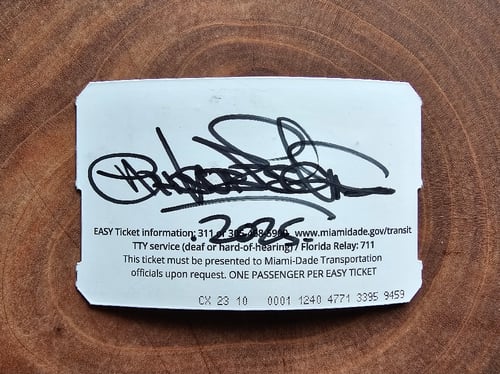 2025.
EASY Ticket information: 311 or 305-468-5900 www.miamidade.gov/transit
TTY service (deaf or hard-of-hearing) / Florida Relay: 711
This ticket must be presented to Miami-Dade Transportation
officials upon request. ONE PASSENGER PER EASY TICKET
CX 23 10 0001 1240 4771 3395 9459